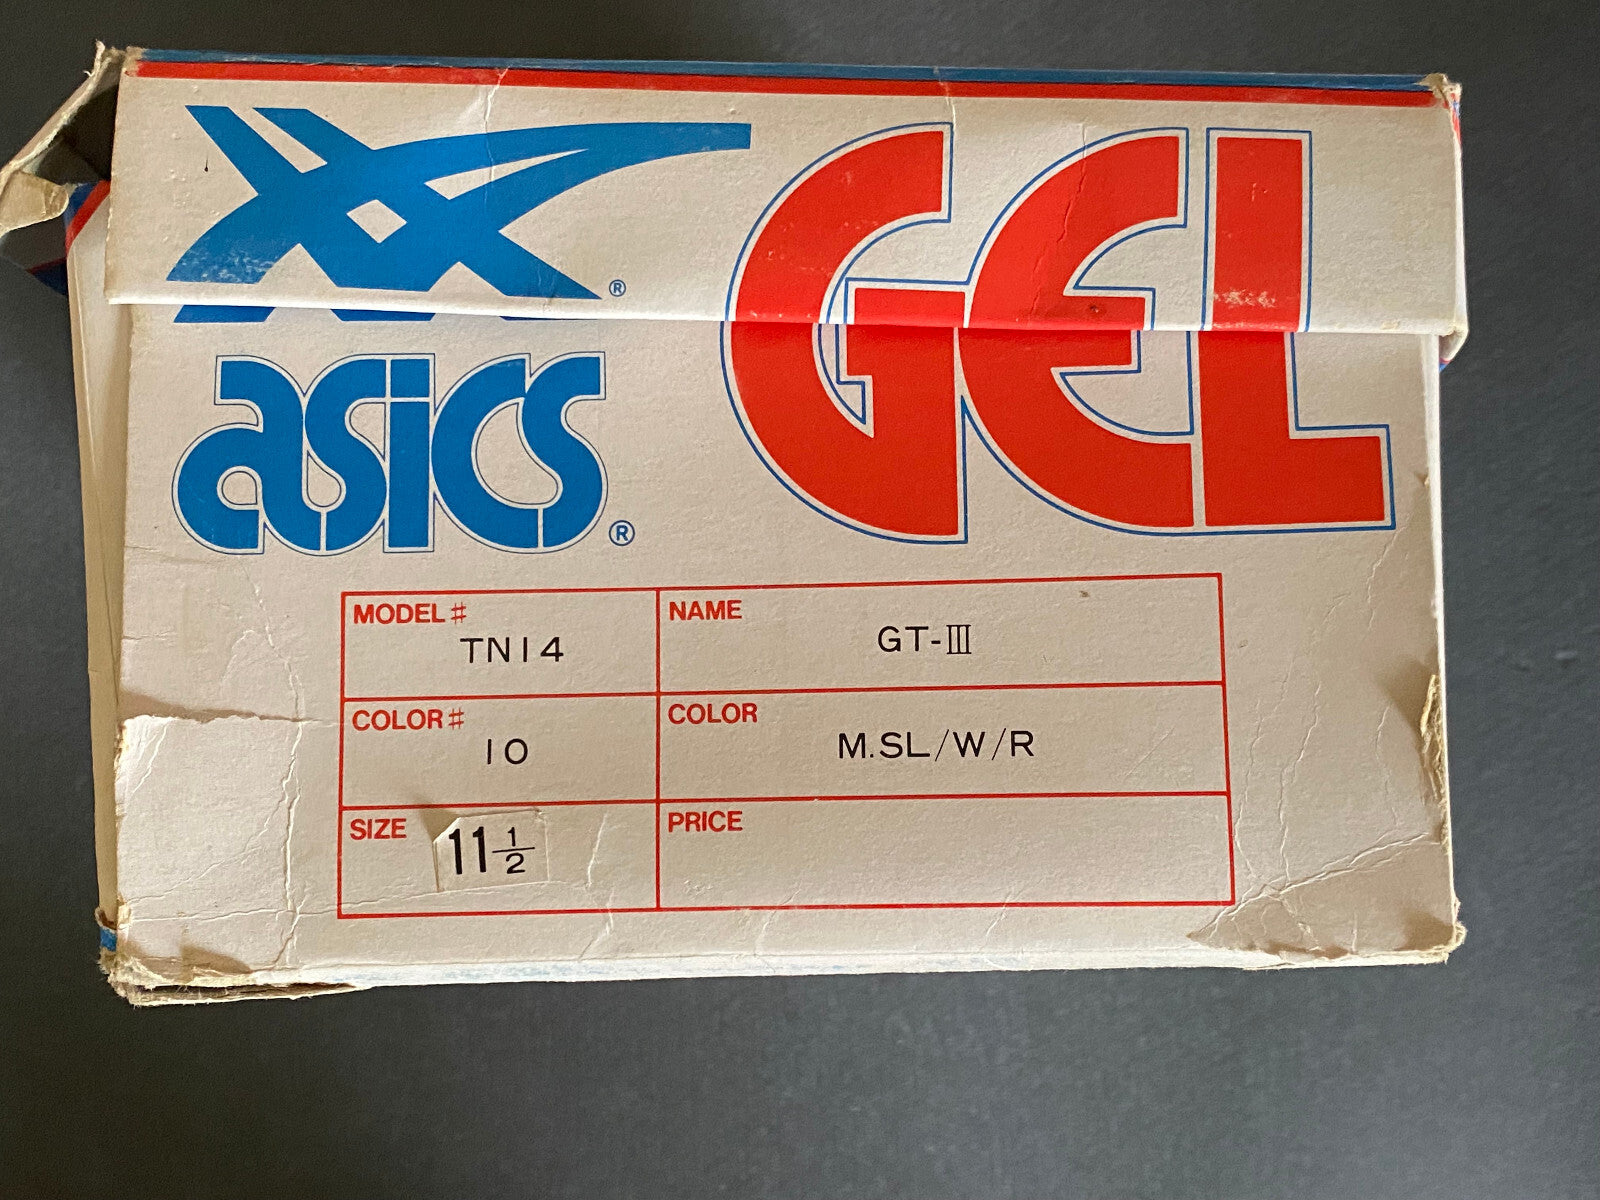 GEL
®
asics®
MODEL# NAME
TN14 GT-III
COLOR# COLOR
10 M.SL/W/R
SIZE 11 1/2 PRICE